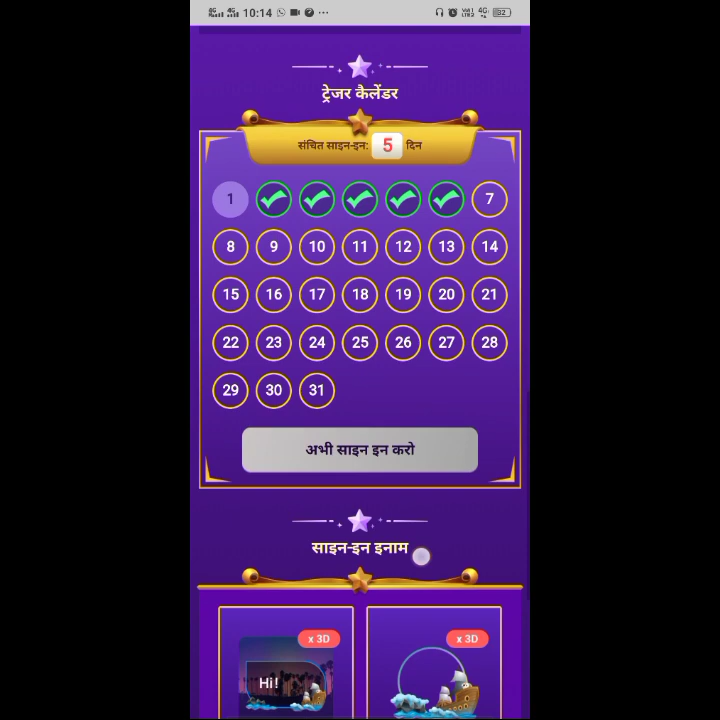 10:14
32
ट्रेजर कैलेंडर
संचित साइन-इन: 5 दिन
1 7
8 9 10 11 12 13 14
15 16 17 18 19 20 21
22 23 24 25 26 27 28
29 30 31
अभी साइन इन करो
साइन-इन इनाम
x 3D x 3D
Hi!